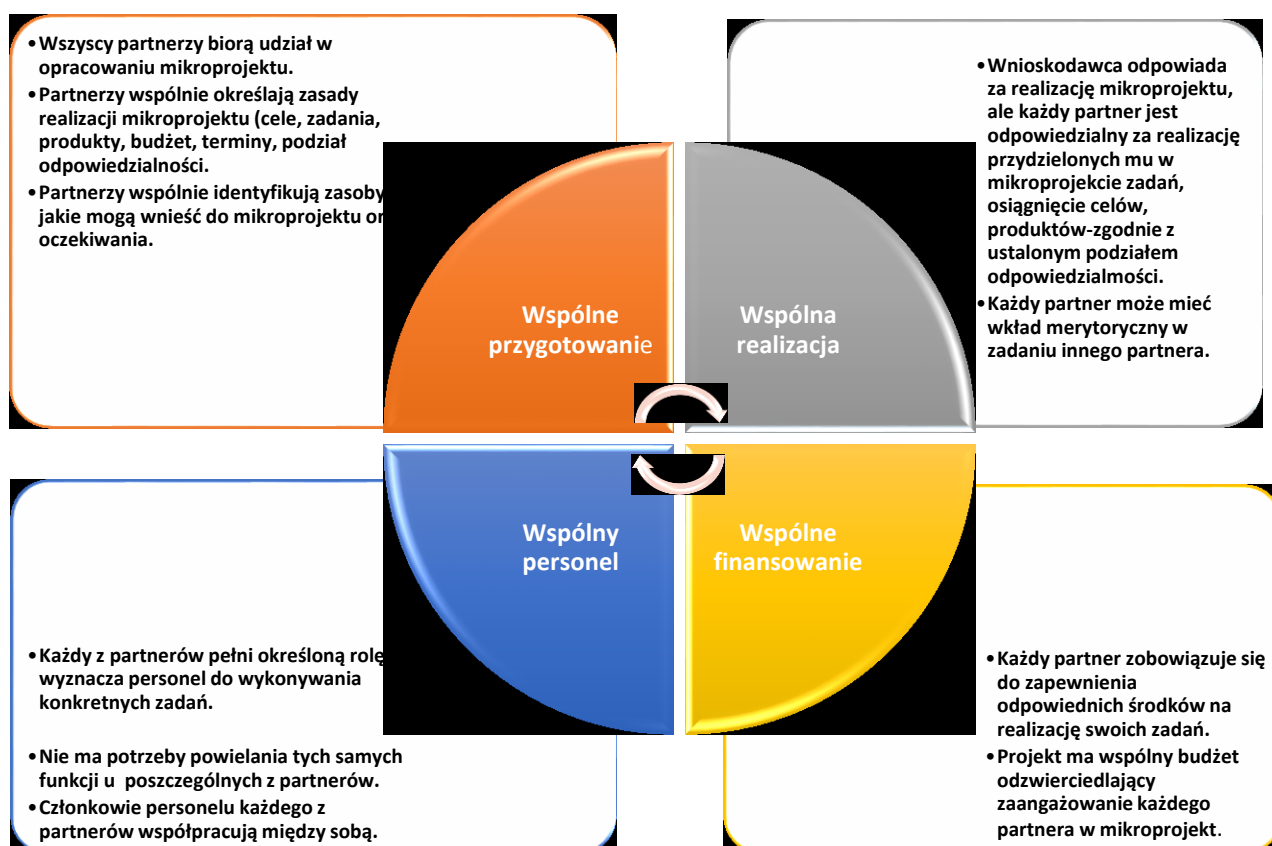 •Wszyscy partnerzy biorą udział w
opracowaniu mikroprojektu.
•Partnerzy wspólnie określają zasady
realizacji mikroprojektu (cele, zadania,
produkty, budżet, terminy, podział
odpowiedzialności.
•Partnerzy wspólnie identyfikują zasoby
jakie mogą wnieść do mikroprojektu
oczekiwania.
•Wnioskodawca odpowiada
za realizację mikroprojektu,
ale każdy partner jest
odpowiedzialny za realizację
przydzielonych mu w
mikroprojekcie zadań,
osiągnięcie celów,
produktów-zgodnie z
ustalonym podziałem
odpowiedzialmości.
•Każdy partner może mieć
wkład merytoryczny w
zadaniu innego partnera.
Wspólne
przygotowanie
Wspólna
realizacja
Wspólny
personel
Wspólne
finansowanie
•Każdy z partnerów pełni określoną rolę
wyznacza personel do wykonywania
konkretnych zadań.
•Nie ma potrzeby powielania tych samych
funkcji u poszczególnych z partnerów.
•Członkowie personelu każdego z
partnerów współpracują między sobą.
•Każdy partner zobowiązuje się
do zapewnienia
odpowiednich środków na
realizację swoich zadań.
•Projekt ma wspólny budżet
odzwierciedlający
zaangażowanie każdego
partnera w mikroprojekt.